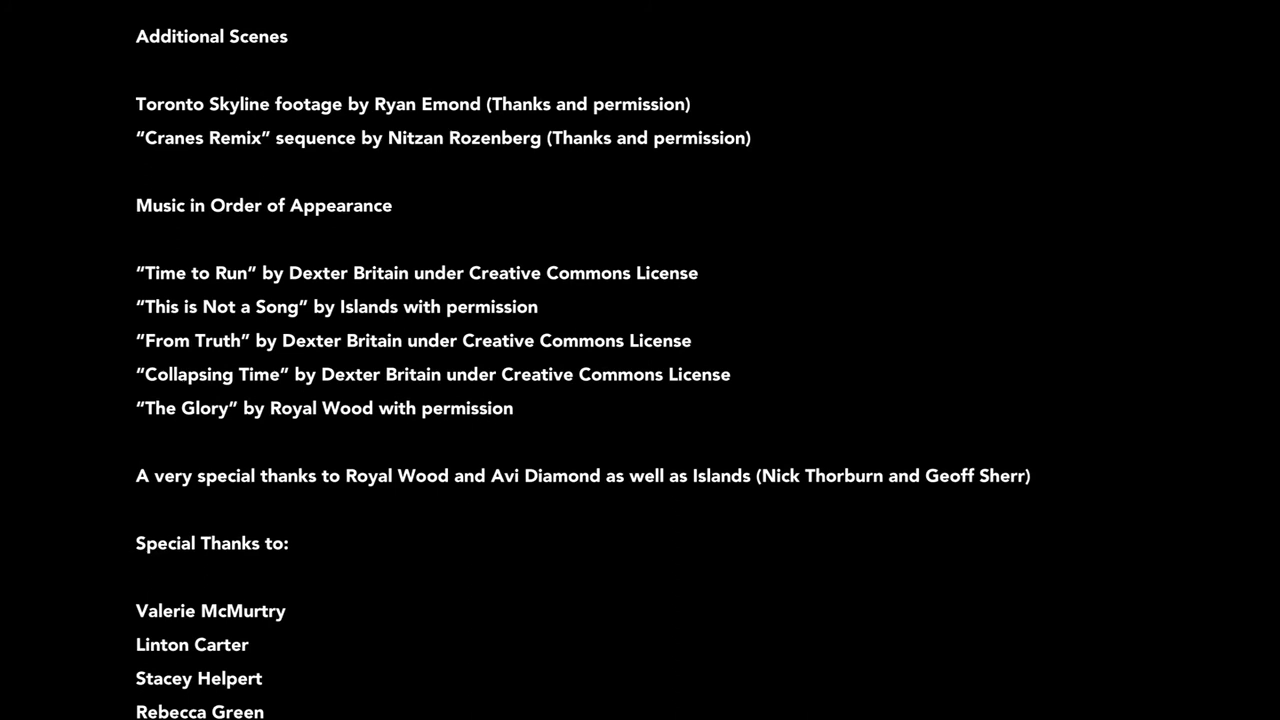 Additional Scenes
Toronto Skyline footage by Ryan Emond (Thanks and permission)
“Cranes Remix” sequence by Nitzan Rozenberg (Thanks and permission)
Music in Order of Appearance
“Time to Run” by Dexter Britain under Creative Commons License
“This is Not a Song” by Islands with permission
“From Truth” by Dexter Britain under Creative Commons License
“Collapsing Time” by Dexter Britain under Creative Commons License
“The Glory” by Royal Wood with permission
A very special thanks to Royal Wood and Avi Diamond as well as Islands (Nick Thorburn and Geoff Sherr)
Special Thanks to:
Valerie McMurtry
Linton Carter
Stacey Helpert
Rebecca Green